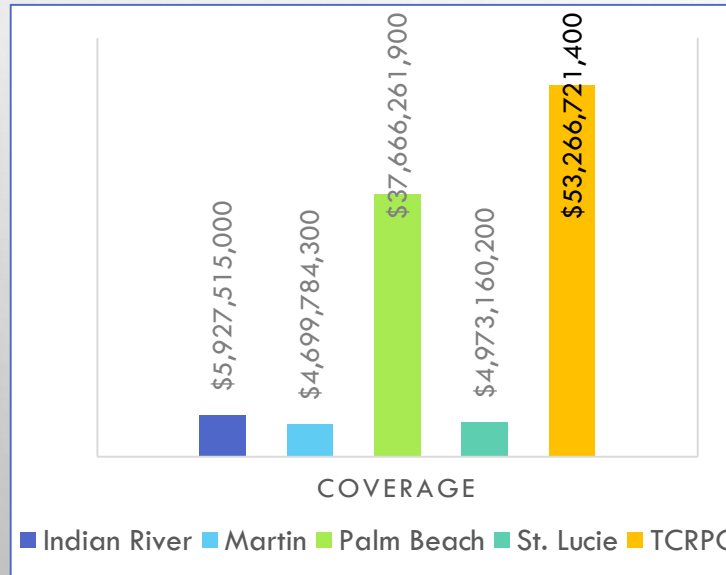 $5,927,515,000
$4,699,784,300
$37,666,261,900
$4,973,160,200
$53,266,721,400
COVERAGE
Indian River Martin Palm Beach St. Lucie TCRPC